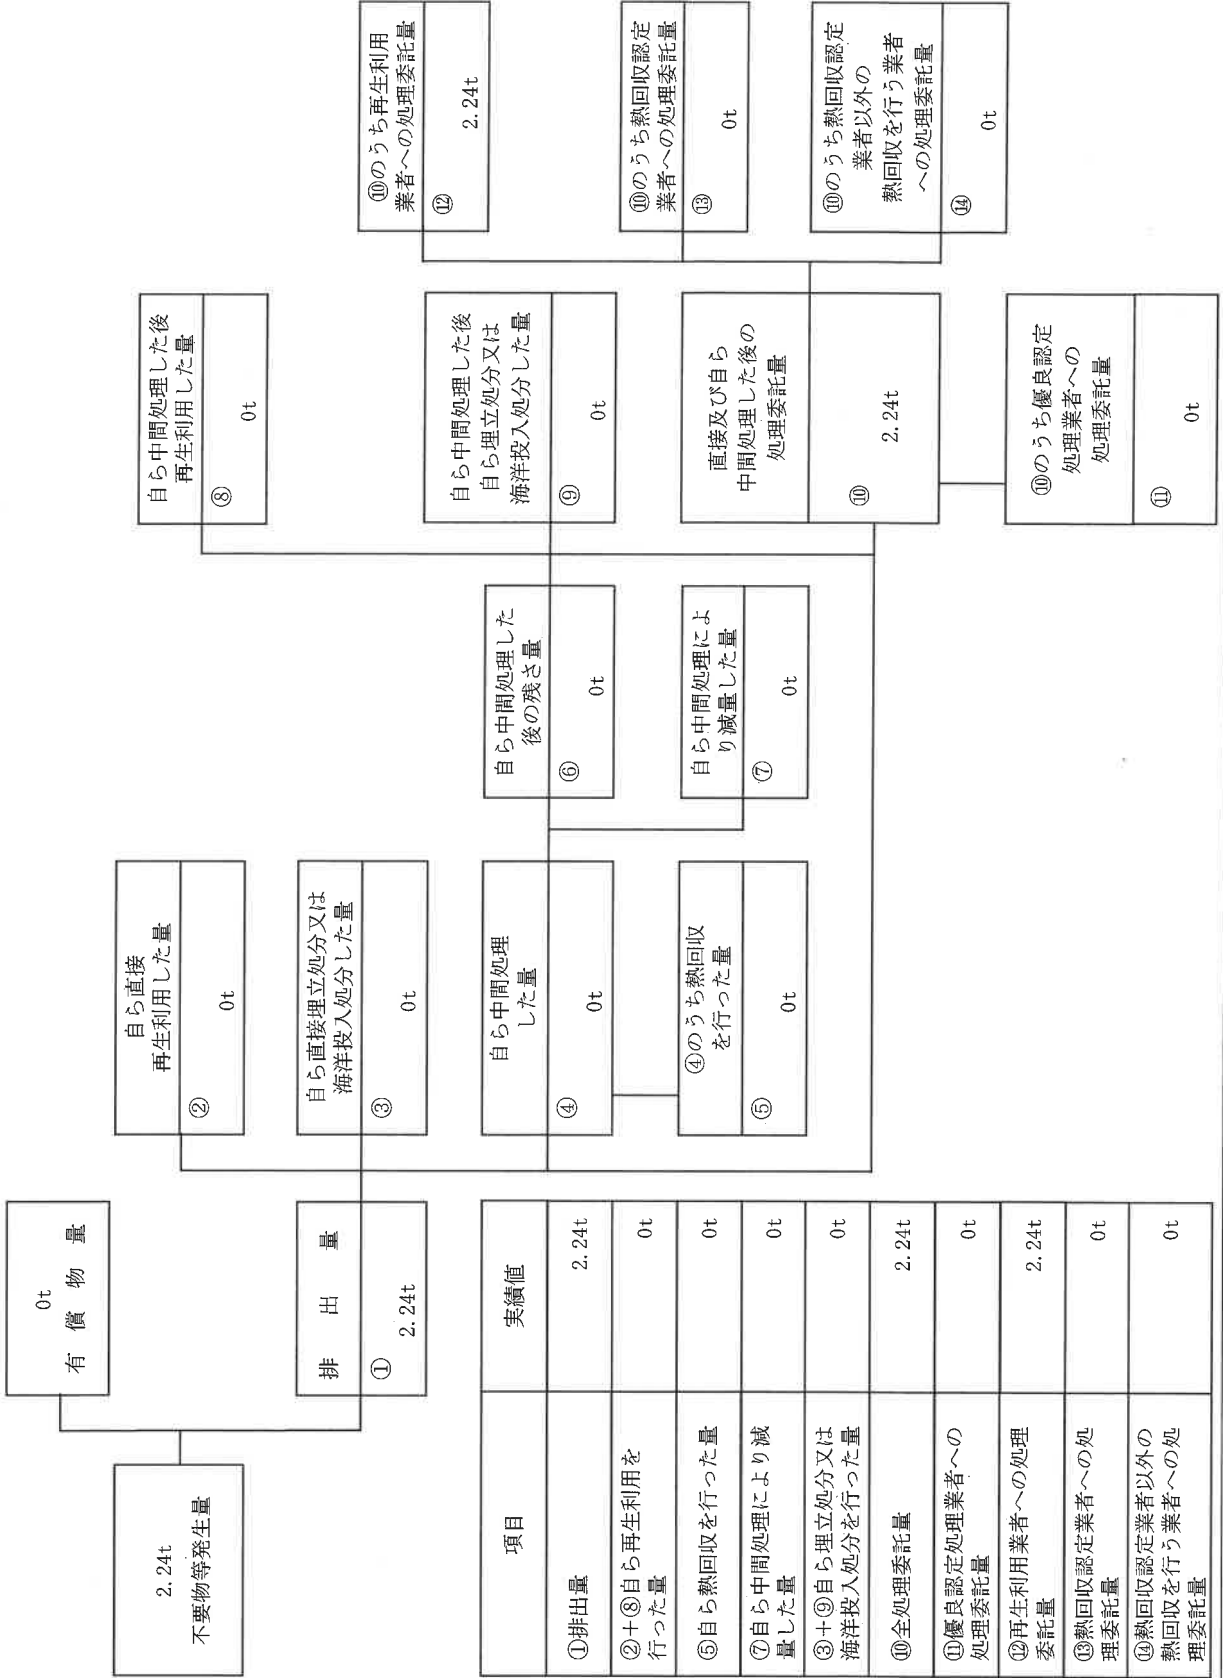 2.24t
不要物等発生量
0t
有償物量
排出量
①
2.24t
自ら直接
再生利用した量
②
0t
自ら直接埋立処分又は
海洋投入処分した量
③
0t
自ら中間処理
した量
④
0t
④のうち熱回収
を行った量
⑤
0t
自ら中間処理した
後の残さ量
⑥
0t
自ら中間処理によ
り減量した量
⑦
0t
自ら中間処理した後
再生利用した量
⑧
0t
自ら中間処理した後
自ら埋立処分又は
海洋投入処分した量
⑨
0t
直接及び自ら
中間処理した後の
処理委託量
⑩
2.24t
⑩のうち優良認定
処理業者への
処理委託量
⑪
0t
⑩のうち再生利用
業者への処理委託量
⑫
2.24t
⑩のうち熱回収認定
業者への処理委託量
⑬
0t
⑩のうち熱回収認定
業者以外の
熱回収を行う業者
への処理委託量
⑭
0t
項目
実績値
①排出量
2.24t
②+⑧自ら再生利用を
行った量
0t
⑤自ら熱回収を行った量
0t
⑦自ら中間処理により減
量した量
0t
③+⑨自ら埋立処分又は
海洋投入処分を行った量
0t
⑩全処理委託量
2.24t
⑪優良認定処理業者への
処理委託量
0t
⑫再生利用業者への処理
委託量
2.24t
⑬熱回収認定業者への処
理委託量
0t
⑭熱回収認定業者以外の
熱回収を行う業者への処
理委託量
0t